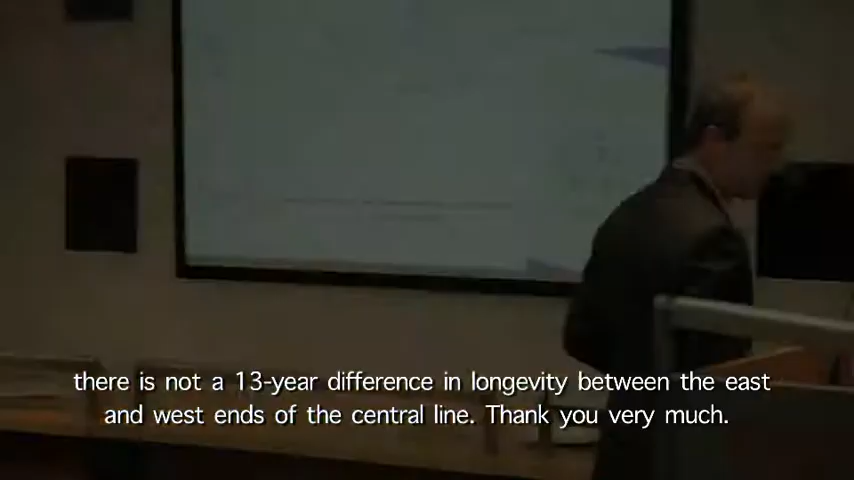 there is not a 13-year difference in longevity between the east
and west ends of the central line. Thank you very much.